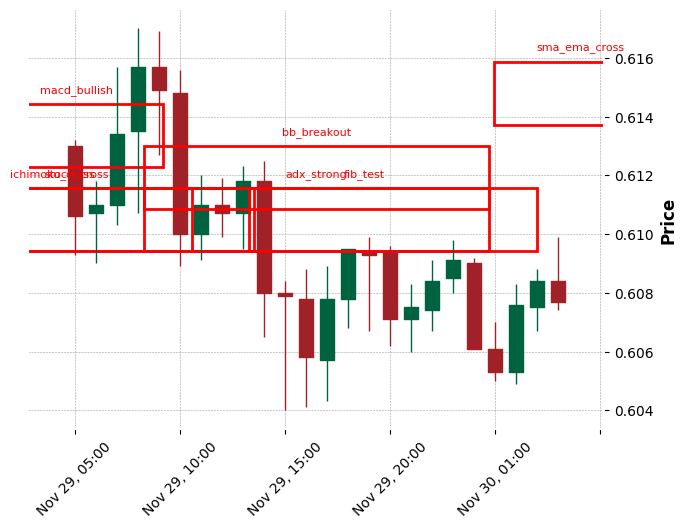 sma_ema_cross
0.616
macd_bullish
0.614
bb_breakout
0.612
adx_strong
fib_test
0.610
Price
0.608
0.606
0.604
Nov 29, 05:00
Nov 29, 10:00
Nov 29, 15:00
Nov 29, 20:00
Nov 30, 01:00